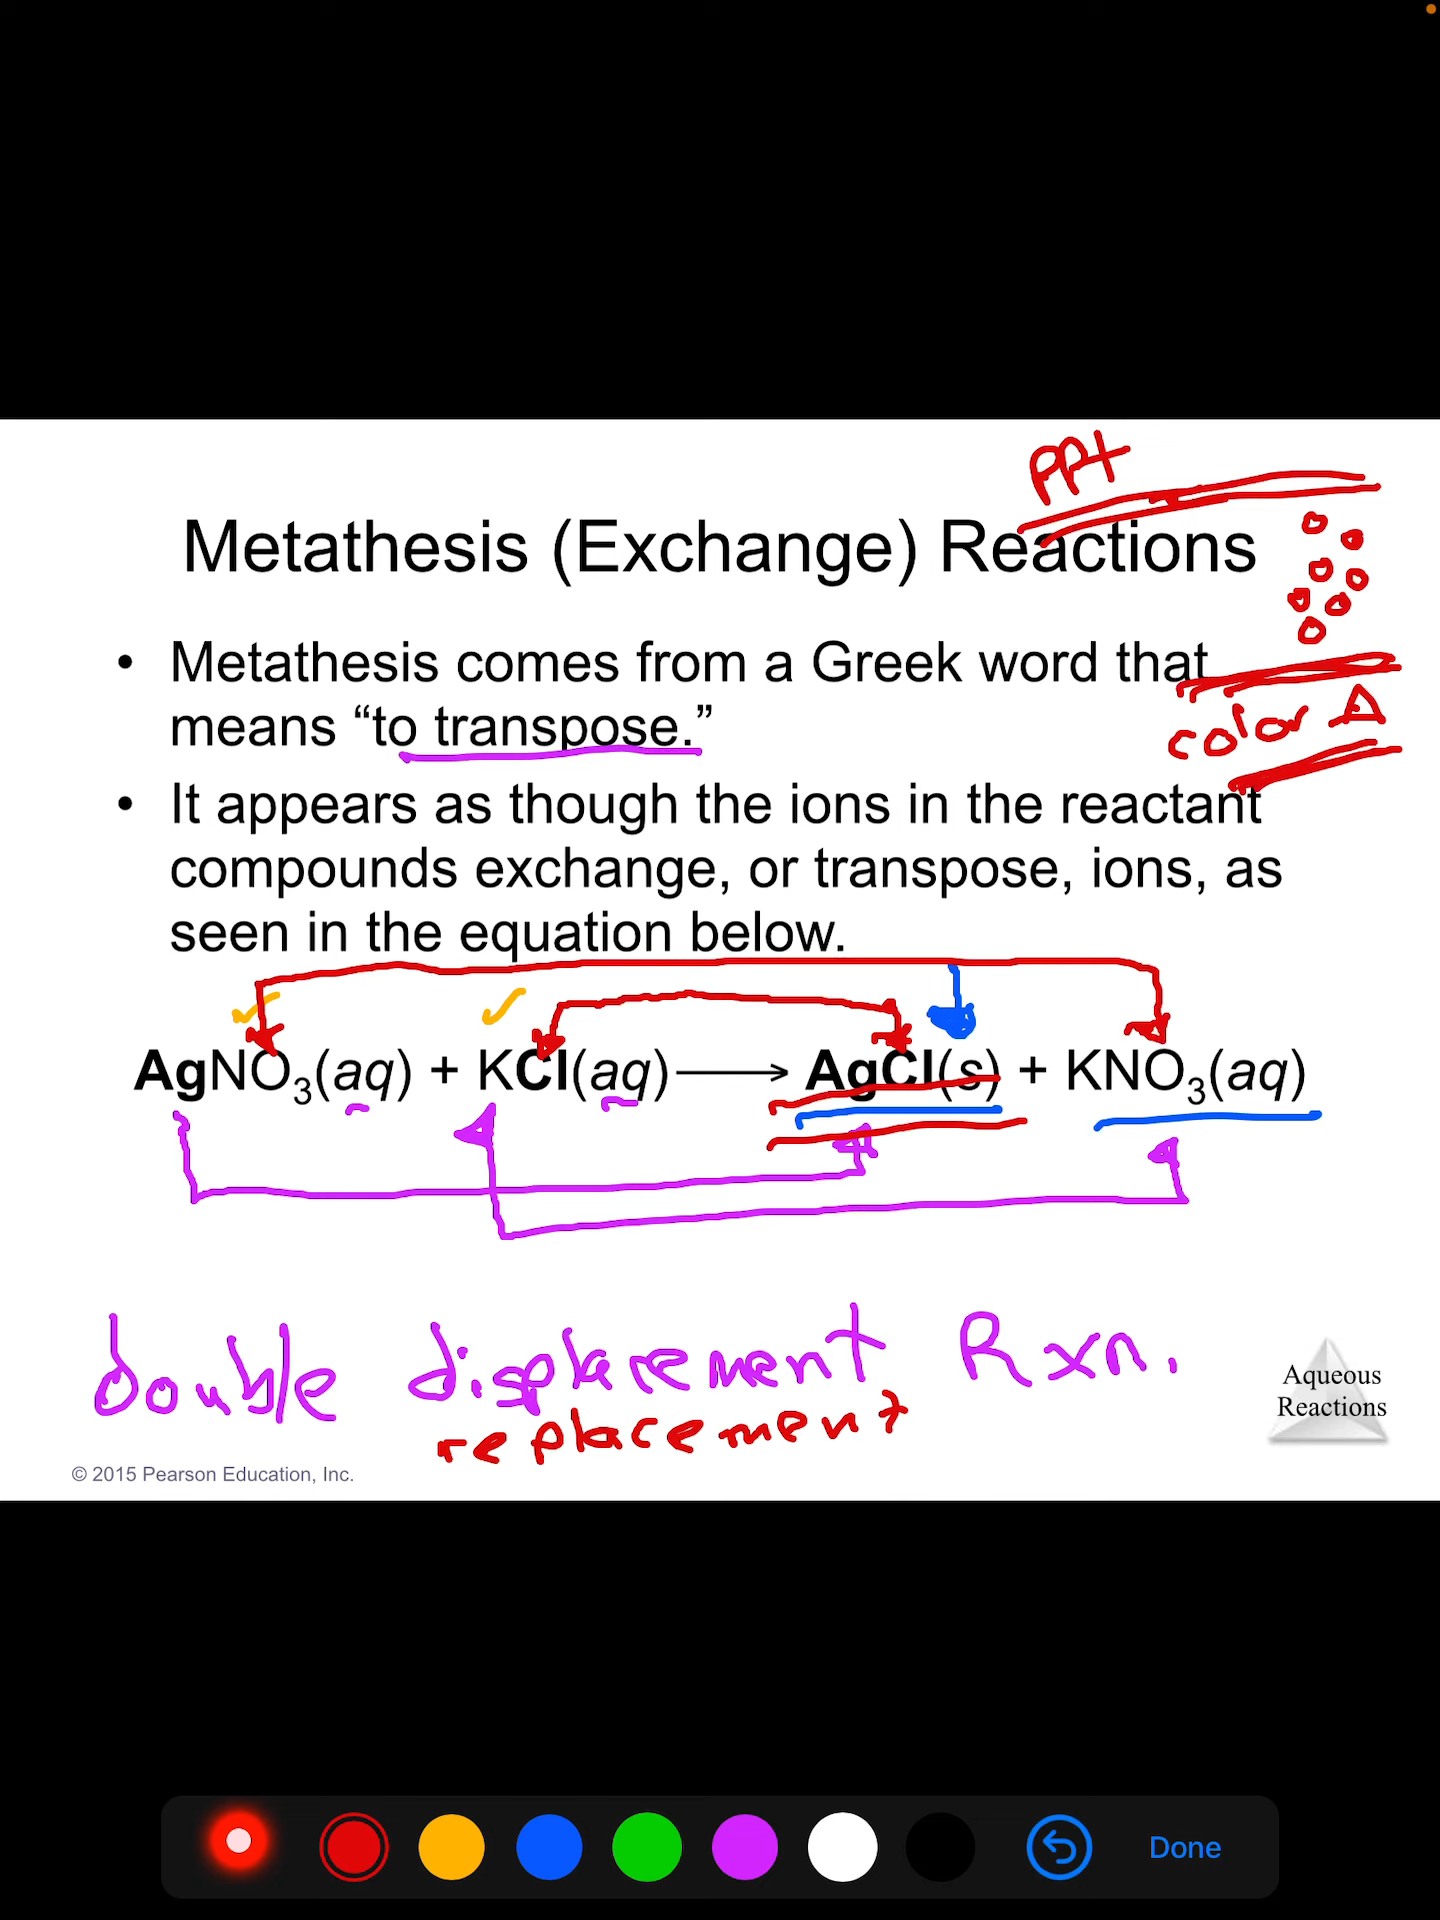 ppt
Metathesis (Exchange) Reactions
• Metathesis comes from a Greek word that
means “to transpose.”
color Δ
• It appears as though the ions in the reactant
compounds exchange, or transpose, ions, as
seen in the equation below.
AgNO₃(aq) + KCl(aq) ⟶ AgCl(s) + KNO₃(aq)
double displacement Rxn.
replacement
Aqueous
Reactions
© 2015 Pearson Education, Inc.
Done